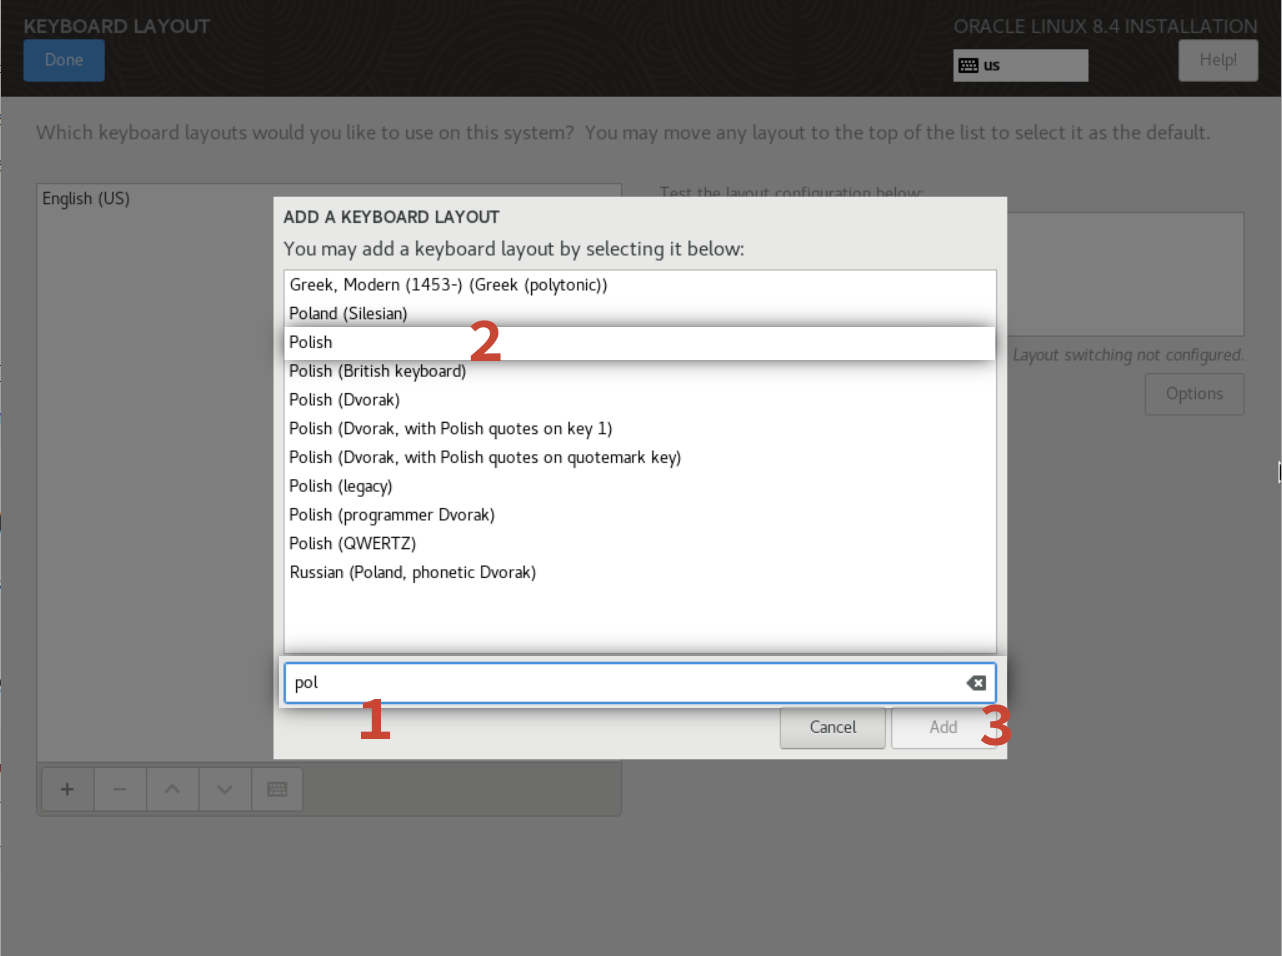 KEYBOARD LAYOUT
ORACLE LINUX 8.4 INSTALLATION
Done
us
Help!
Which keyboard layouts would you like to use on this system?  You may move any layout to the top of the list to select it as the default.
English (US)
Test the layout configuration below:
ADD A KEYBOARD LAYOUT
You may add a keyboard layout by selecting it below:
Greek, Modern (1453-) (Greek (polytonic))
Poland (Silesian)
Polish
2
Polish (British keyboard)
Polish (Dvorak)
Polish (Dvorak, with Polish quotes on key 1)
Polish (Dvorak, with Polish quotes on quotemark key)
Polish (legacy)
Polish (programmer Dvorak)
Polish (QWERTZ)
Russian (Poland, phonetic Dvorak)
Layout switching not configured.
Options
pol
1
Cancel
Add
3